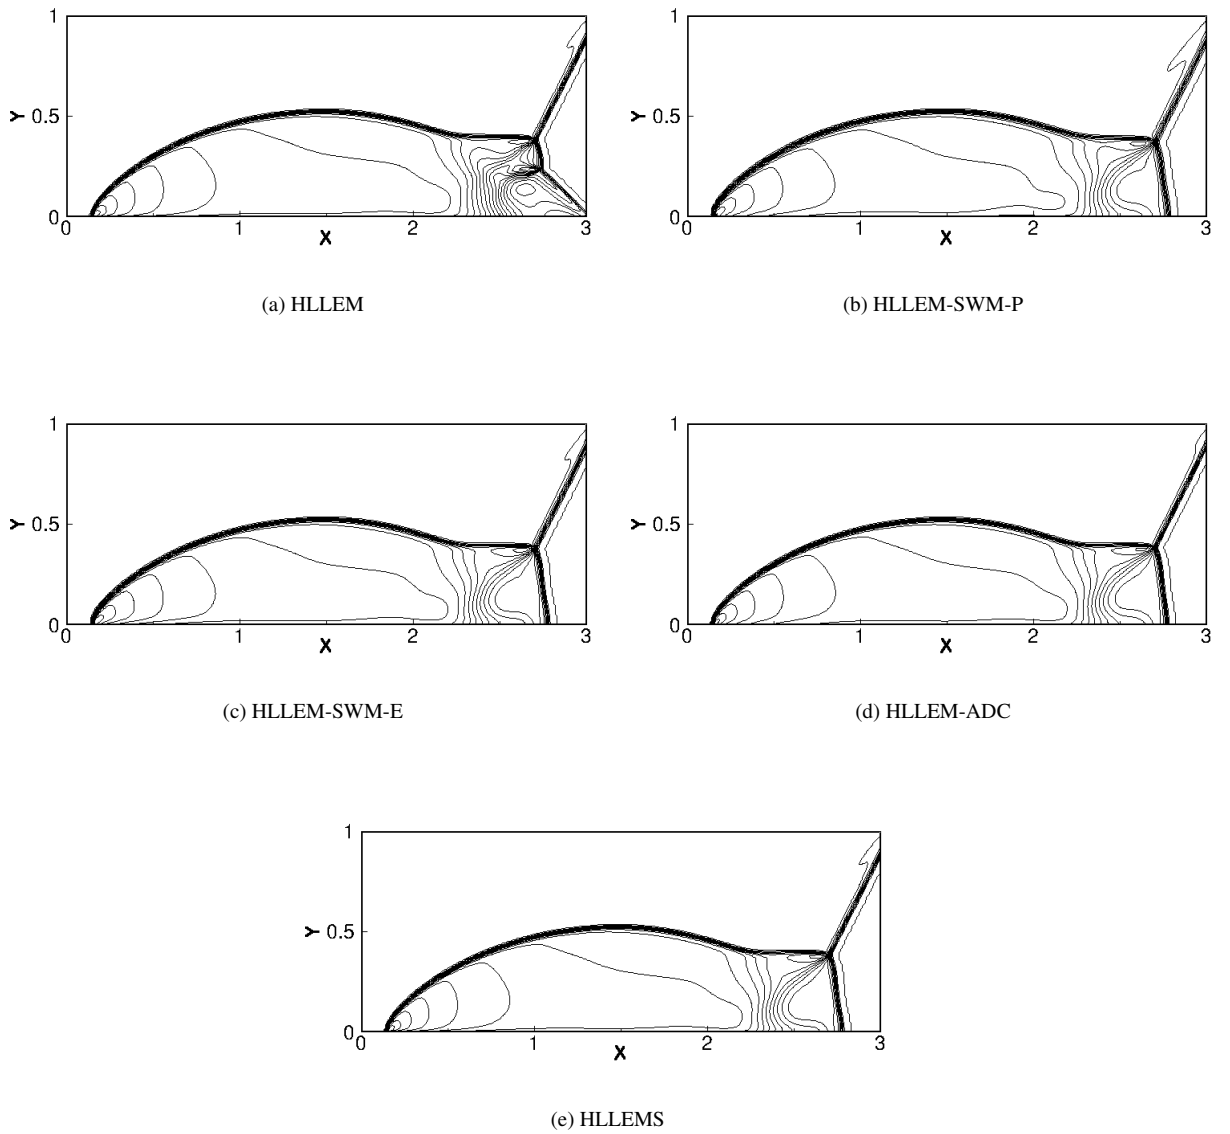 1
Y 0.5
0
0 1 2 3
X
(a) HLLEM
1
Y 0.5
0
0 1 2 3
X
(b) HLLEM-SWM-P
1
Y 0.5
0
0 1 2 3
X
(c) HLLEM-SWM-E
1
Y 0.5
0
0 1 2 3
X
(d) HLLEM-ADC
1
Y 0.5
0
0 1 2 3
X
(e) HLLEMS